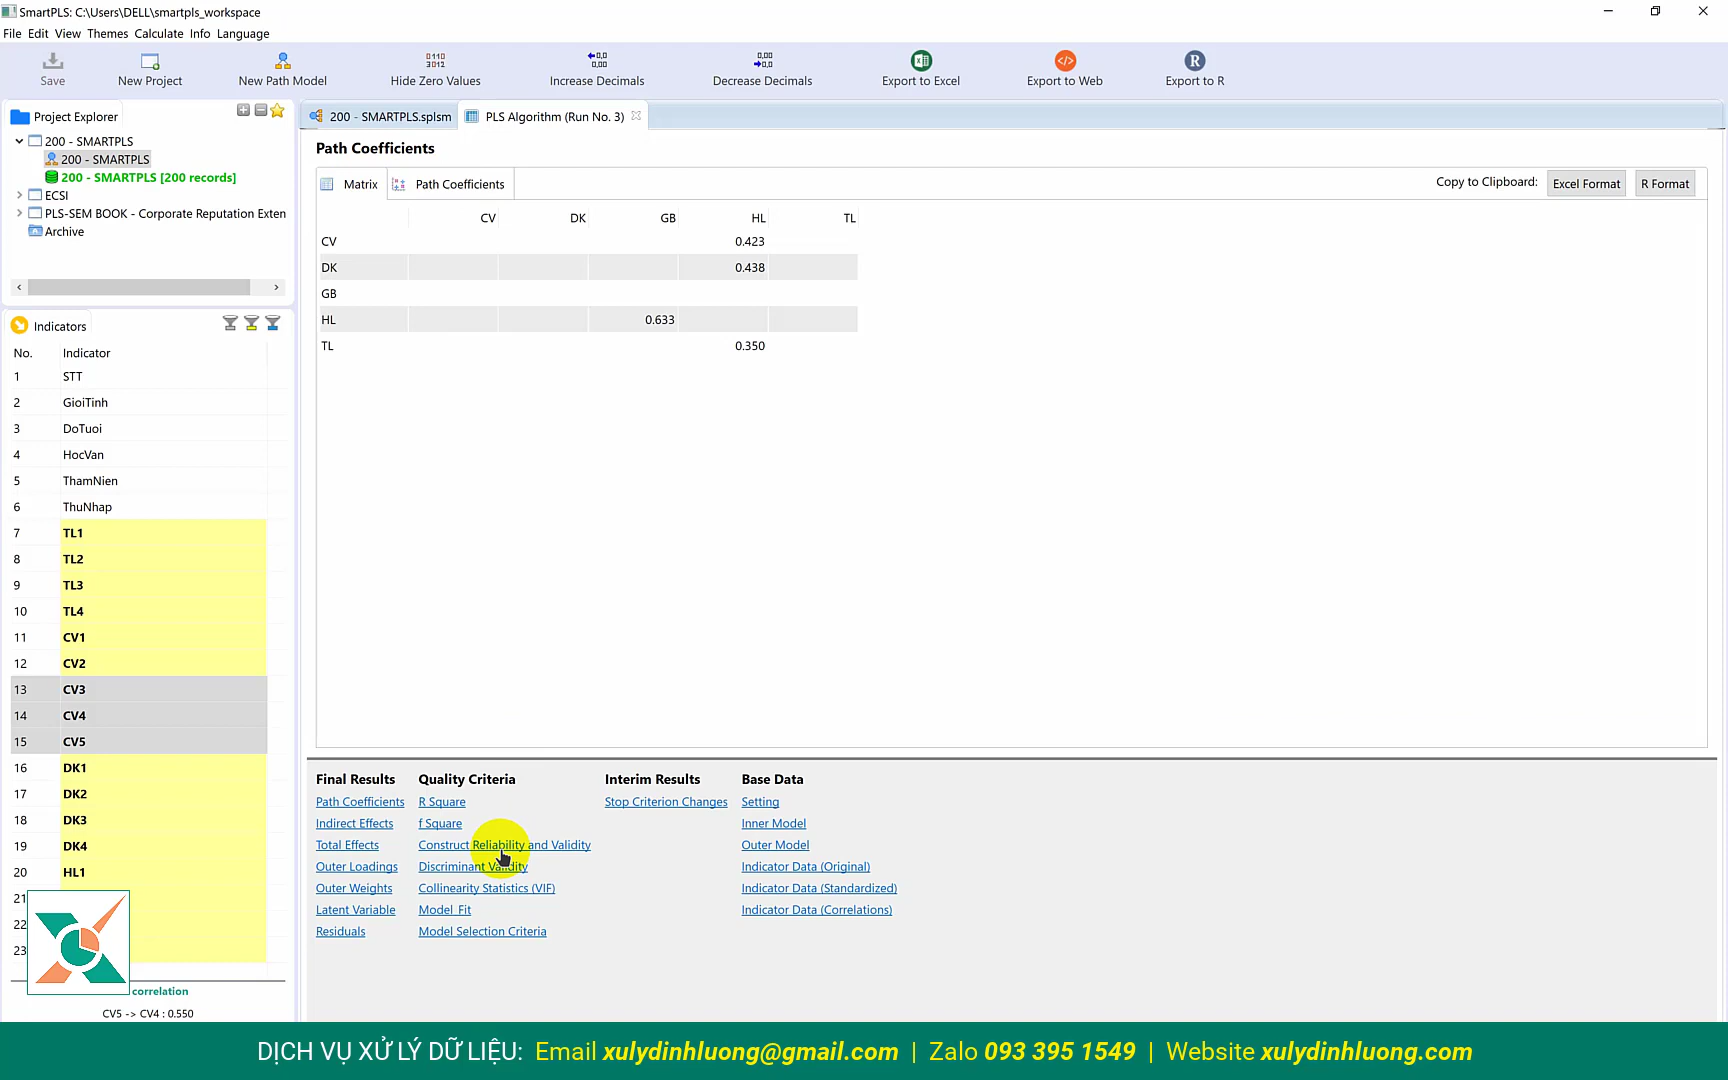 SmartPLS: C:\Users\DELL\smartpls_workspace
File Edit View Themes Calculate Info Language
Save New Project New Path Model Hide Zero Values Increase Decimals Decrease Decimals Export to Excel Export to Web Export to R
Project Explorer
200 - SMARTPLS
200 - SMARTPLS
200 - SMARTPLS [200 records]
ECSI
PLS-SEM BOOK - Corporate Reputation Exten
Archive
Indicators
No. Indicator
1 STT
2 GioiTinh
3 DoTuoi
4 HocVan
5 ThamNien
6 ThuNhap
7 TL1
8 TL2
9 TL3
10 TL4
11 CV1
12 CV2
13 CV3
14 CV4
15 CV5
16 DK1
17 DK2
18 DK3
19 DK4
20 HL1
21
22
23
correlation
CV5 -> CV4 : 0.550
200 - SMARTPLS.splsm PLS Algorithm (Run No. 3)
Path Coefficients
Matrix Path Coefficients Copy to Clipboard: Excel Format R Format
CV DK GB HL TL
CV 0.423
DK 0.438
GB
HL 0.633
TL 0.350
Final Results Quality Criteria Interim Results Base Data
Path Coefficients R Square Stop Criterion Changes Setting
Indirect Effects f Square Inner Model
Total Effects Construct Reliability and Validity Outer Model
Outer Loadings Discriminant Validity Indicator Data (Original)
Outer Weights Collinearity Statistics (VIF) Indicator Data (Standardized)
Latent Variable Model_Fit Indicator Data (Correlations)
Residuals Model Selection Criteria
DỊCH VỤ XỬ LÝ DỮ LIỆU: Email xulydinhluong@gmail.com | Zalo 093 395 1549 | Website xulydinhluong.com